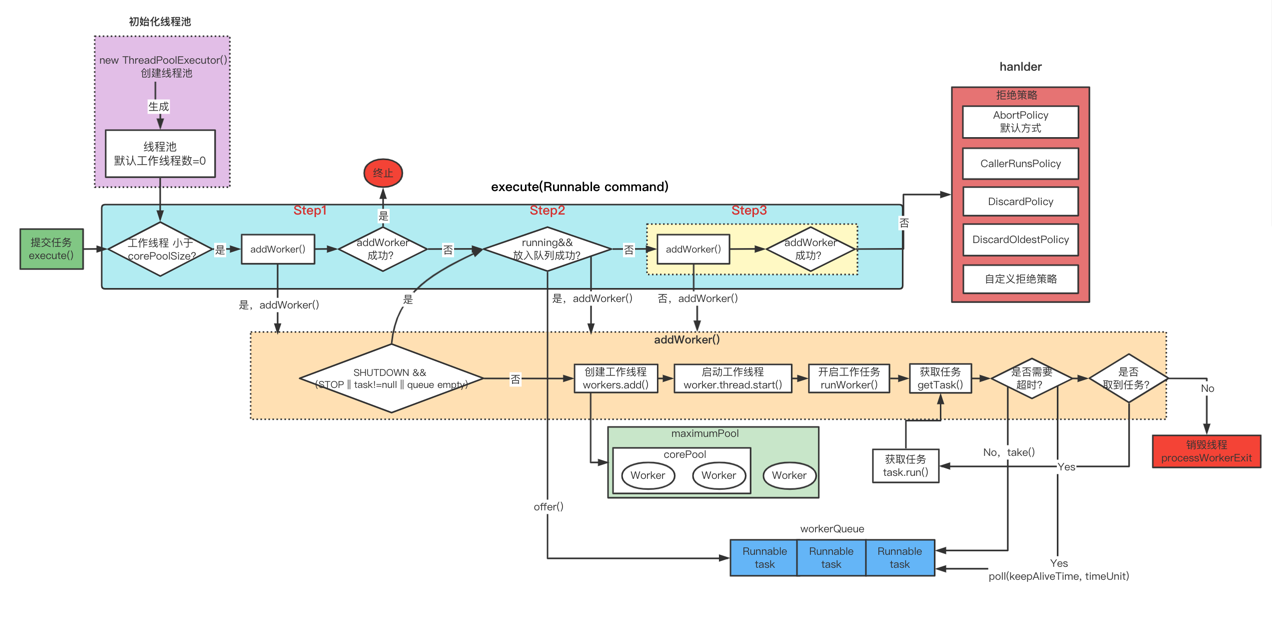 初始化线程池
new ThreadPoolExecutor()
创建线程池
生成
线程池
默认工作线程数=0
hanlder
拒绝策略
AbortPolicy
默认方式
CallerRunsPolicy
DiscardPolicy
DiscardOldestPolicy
自定义拒绝策略
终止
是
execute(Runnable command)
Step1
Step2
Step3
提交任务
execute()
工作线程 小于
corePoolSize?
是
addWorker()
addWorker
成功?
否
running&&
放入队列成功?
否
addWorker()
addWorker
成功?
否
是，addWorker()
是
是，addWorker()
否，addWorker()
addWorker()
SHUTDOWN &&
(STOP || task!=null || queue empty)
否
创建工作线程
workers.add()
启动工作线程
worker.thread.start()
开启工作任务
runWorker()
获取任务
getTask()
是否需要
超时?
是否
取到任务?
No
销毁线程
processWorkerExit
maximumPool
corePool
Worker
Worker
Worker
获取任务
task.run()
No，take()
Yes
offer()
workerQueue
Runnable
task
Runnable
task
Runnable
task
Yes
poll(keepAliveTime, timeUnit)